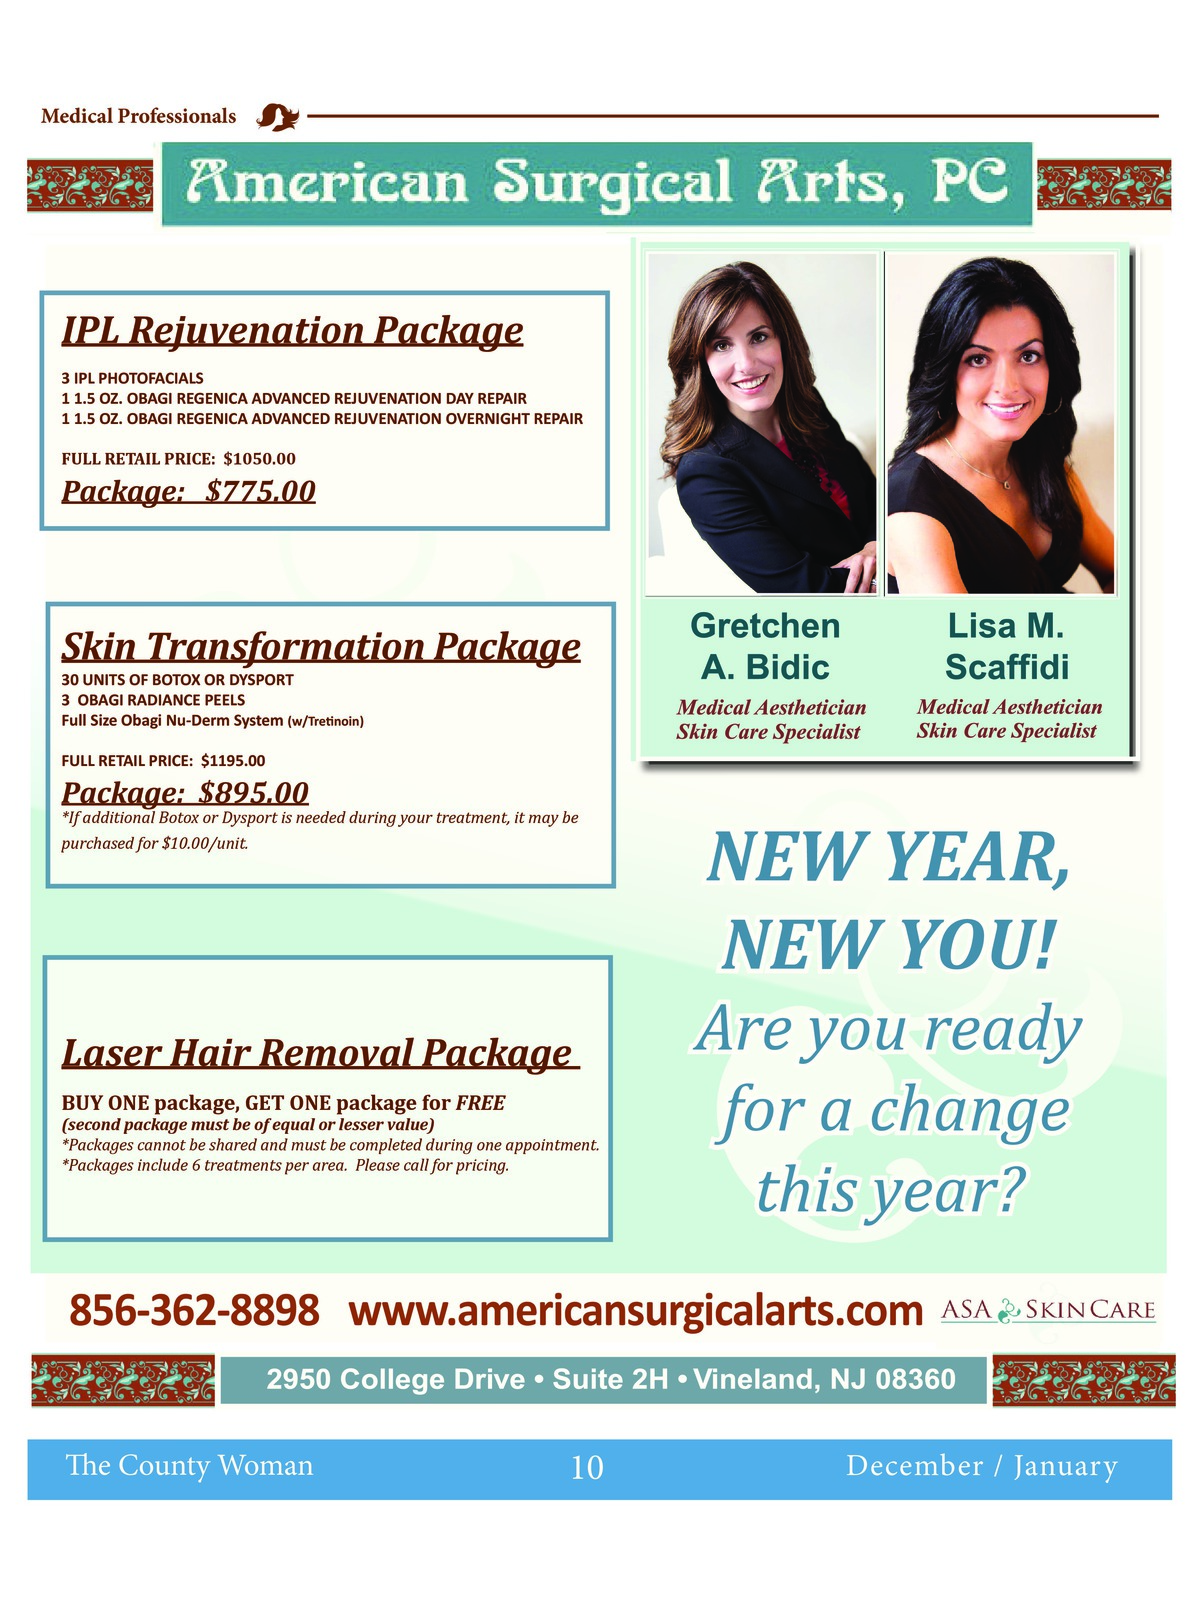 Medical Professionals
American Surgical Arts, PC
IPL Rejuvenation Package
3 IPL PHOTOFACIALS
1 1.5 OZ. OBAGI REGENICA ADVANCED REJUVENATION DAY REPAIR
1 1.5 OZ. OBAGI REGENICA ADVANCED REJUVENATION OVERNIGHT REPAIR
FULL RETAIL PRICE: $1050.00
Package: $775.00
Skin Transformation Package
30 UNITS OF BOTOX OR DYSPORT
3 OBAGI RADIANCE PEELS
Full Size Obagi Nu-Derm System (w/Tretinoin)
FULL RETAIL PRICE: $1195.00
Package: $895.00
*If additional Botox or Dysport is needed during your treatment, it may be
purchased for $10.00/unit.
Laser Hair Removal Package
BUY ONE package, GET ONE package for FREE
(second package must be of equal or lesser value)
*Packages cannot be shared and must be completed during one appointment.
*Packages include 6 treatments per area. Please call for pricing.
Gretchen
A. Bidic
Medical Aesthetician
Skin Care Specialist
Lisa M.
Scaffidi
Medical Aesthetician
Skin Care Specialist
NEW YEAR,
NEW YOU!
Are you ready
for a change
this year?
856-362-8898 www.americansurgicalarts.com ASA SKINCARE
2950 College Drive • Suite 2H • Vineland, NJ 08360
The County Woman 10 December / January